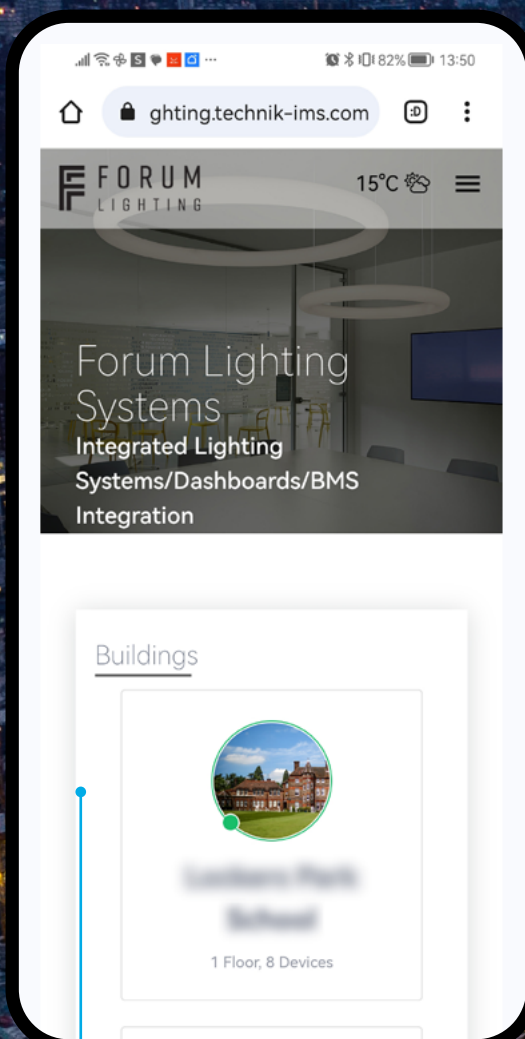 82% 13:50
ghting.technik-ims.com :D
FORUM
LIGHTING
15°C
Forum Lighting
Systems
Integrated Lighting
Systems/Dashboards/BMS
Integration
Buildings
1 Floor, 8 Devices